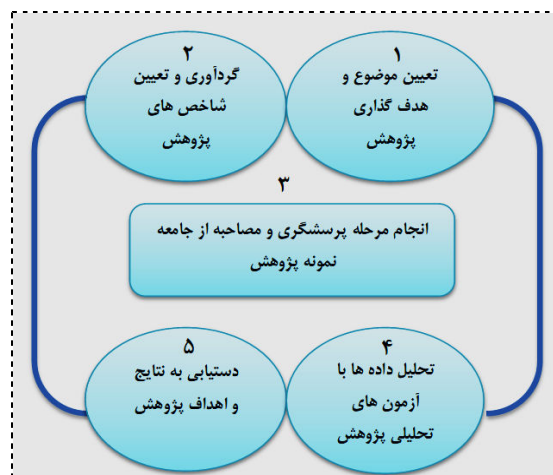 ۱
تعیین موضوع و
هدف گذاری
پژوهش
۲
گردآوری و تعیین
شاخص های
پژوهش
۳
انجام مرحله پرسشگری و مصاحبه از جامعه
نمونه پژوهش
۴
تحلیل داده ها با
آزمون های
تحلیلی پژوهش
۵
دستیابی به نتایج
و اهداف پژوهش